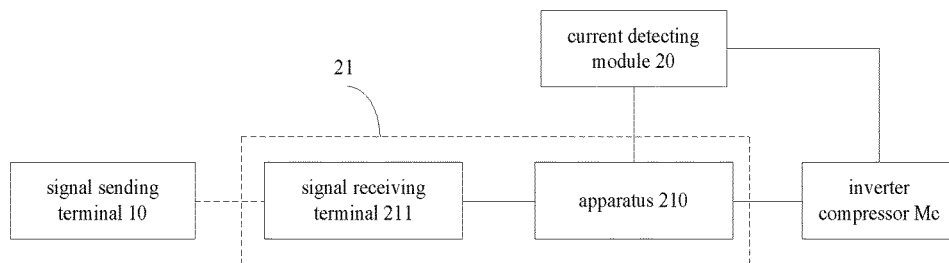 current detecting
module 20
21
signal sending
terminal 10
signal receiving
terminal 211
apparatus 210
inverter
compressor Mc